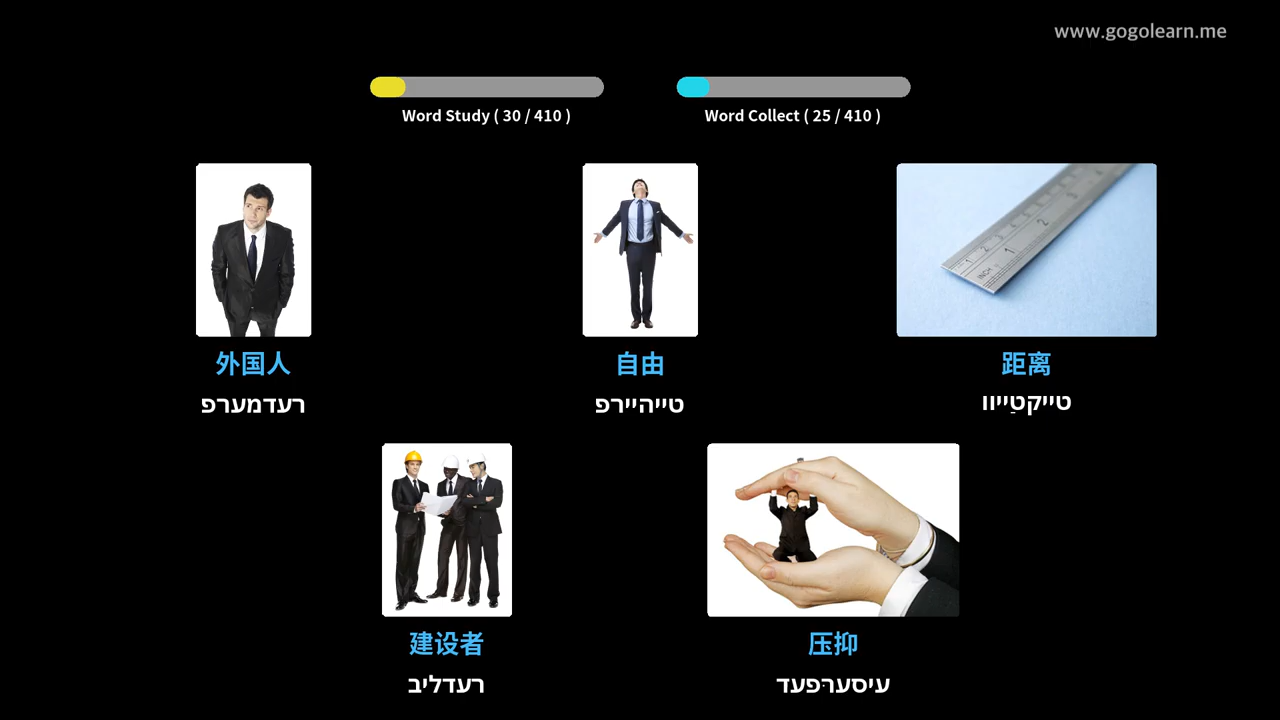 www.gogolearn.me
Word Study ( 30 / 410 )
Word Collect ( 25 / 410 )
外国人
רעדמערפ
自由
טייהיירפ
距离
טייקטַייוו
建设者
רעדליב
压抑
עיסערּפעד